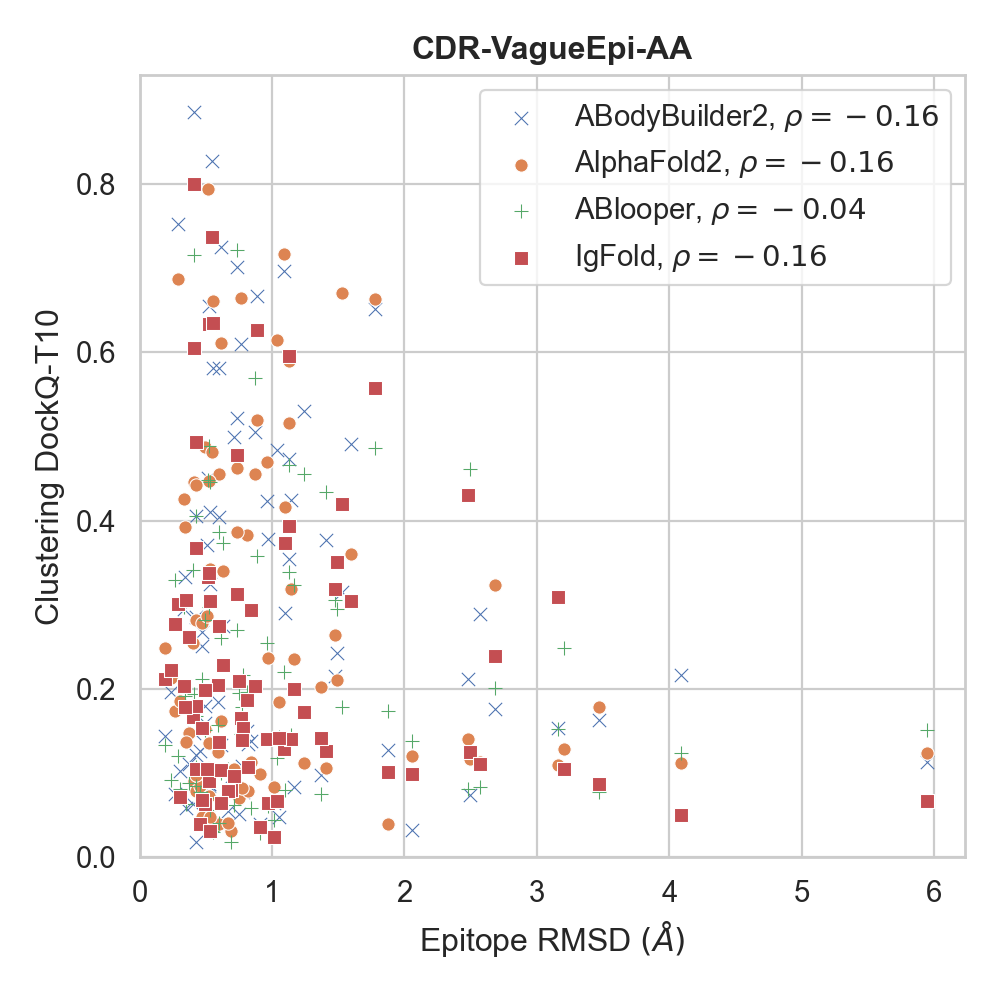 CDR-VagueEpi-AA
ABodyBuilder2, ρ = −0.16
AlphaFold2, ρ = −0.16
ABlooper, ρ = −0.04
IgFold, ρ = −0.16
Clustering DockQ-T10
0.8
0.6
0.4
0.2
0.0
0 1 2 3 4 5 6
Epitope RMSD (Å)